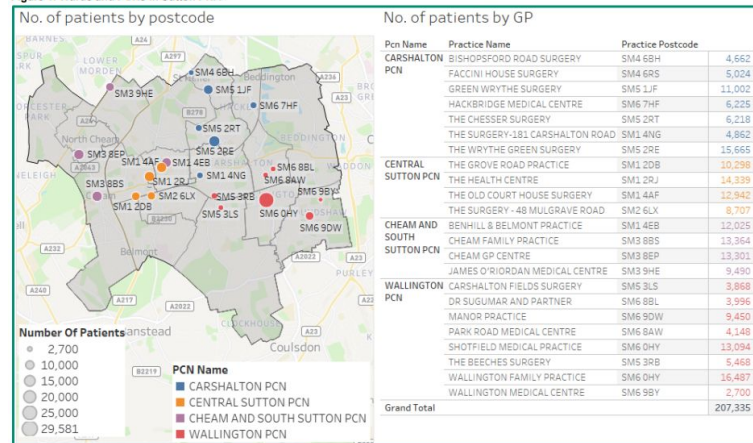 No. of patients by postcode
A24
A297
LOWER
MORDEN
SM4 6BH
Beddington
A236
SM3 9HE
SM5 1JF
A23
SM6 7HF
B278
SM5 2RT
North Cheam
BEDDINGTON
SM5 2RE
SM3 8EP
SM1 4AF
SM1 4EB
SM6 8BL
CARSHALTON
SM6 8AW
SM1 2RJ
SM1 4NG
SM3 8BS
SM6 9BY
Cheam
SM5 3RB
SM2 6LX
SM1 2DB
SM5 3LS
SM6 0HY
SM6 9DW
B2230
A232
Belmont
A2022
A23
PURLEY
A240
A217
A2022
Number Of Patients
anstead
CLOCKHOUSE
2,700
Coulsdon
10,000
15,000
20,000
25,000
29,581
B2219
PCN Name
CARSHALTON PCN
CENTRAL SUTTON PCN
CHEAM AND SOUTH SUTTON PCN
WALLINGTON PCN
No. of patients by GP
Pcn Name Practice Name Practice Postcode
CARSHALTON PCN BISHOPSFORD ROAD SURGERY SM4 6BH 4,662
FACCINI HOUSE SURGERY SM4 6RS 5,024
GREEN WRYTHE SURGERY SM5 1JF 11,002
HACKBRIDGE MEDICAL CENTRE SM6 7HF 6,225
THE CHESSER SURGERY SM5 2RT 6,218
THE SURGERY-181 CARSHALTON ROAD SM1 4NG 4,862
THE WRYTHE GREEN SURGERY SM5 2RE 15,665
CENTRAL SUTTON PCN THE GROVE ROAD PRACTICE SM1 2DB 10,298
THE HEALTH CENTRE SM1 2RJ 14,339
THE OLD COURT HOUSE SURGERY SM1 4AF 12,942
THE SURGERY - 48 MULGRAVE ROAD SM2 6LX 8,707
CHEAM AND SOUTH SUTTON PCN BENHILL & BELMONT PRACTICE SM1 4EB 12,025
CHEAM FAMILY PRACTICE SM3 8BS 13,364
CHEAM GP CENTRE SM3 8EP 13,301
JAMES O'RIORDAN MEDICAL CENTRE SM3 9HE 9,490
WALLINGTON PCN CARSHALTON FIELDS SURGERY SM5 3LS 3,868
DR SUGUMAR AND PARTNER SM6 8BL 3,996
MANOR PRACTICE SM6 9DW 9,450
PARK ROAD MEDICAL CENTRE SM6 8AW 4,148
SHOTFIELD MEDICAL PRACTICE SM6 0HY 13,094
THE BEECHES SURGERY SM5 3RB 5,468
WALLINGTON FAMILY PRACTICE SM6 0HY 16,487
WALLINGTON MEDICAL CENTRE SM6 9BY 2,700
Grand Total 207,335